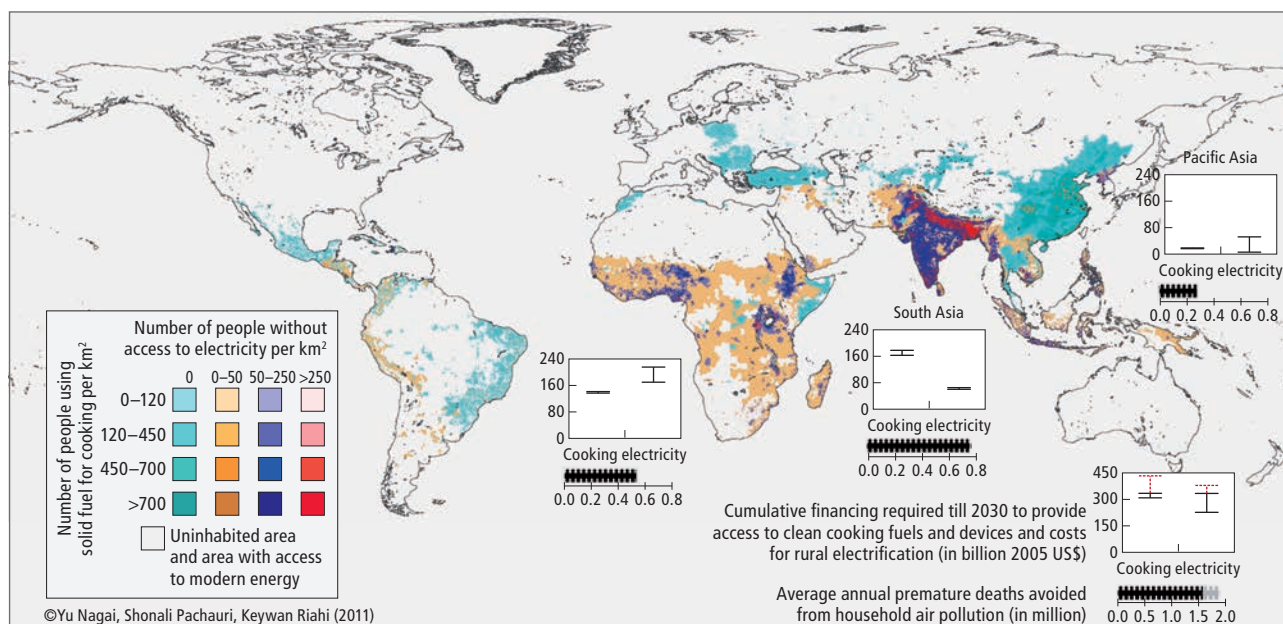 Pacific Asia
240
160
80
0
Cooking electricity
0.0 0.2 0.4 0.6 0.8
South Asia
240
160
80
0
Cooking electricity
0.0 0.2 0.4 0.6 0.8
240
160
80
0
Cooking electricity
0.0 0.2 0.4 0.6 0.8
Number of people without
access to electricity per km²
0 0–50 50–250 >250
Number of people using
solid fuel for cooking per km²
0–120
120–450
450–700
>700
Uninhabited area
and area with access
to modern energy
450
300
150
0
Cooking electricity
0.0 0.5 1.0 1.5 2.0
Cumulative financing required till 2030 to provide
access to clean cooking fuels and devices and costs
for rural electrification (in billion 2005 US$)
Average annual premature deaths avoided
from household air pollution (in million)
©Yu Nagai, Shonali Pachauri, Keywan Riahi (2011)